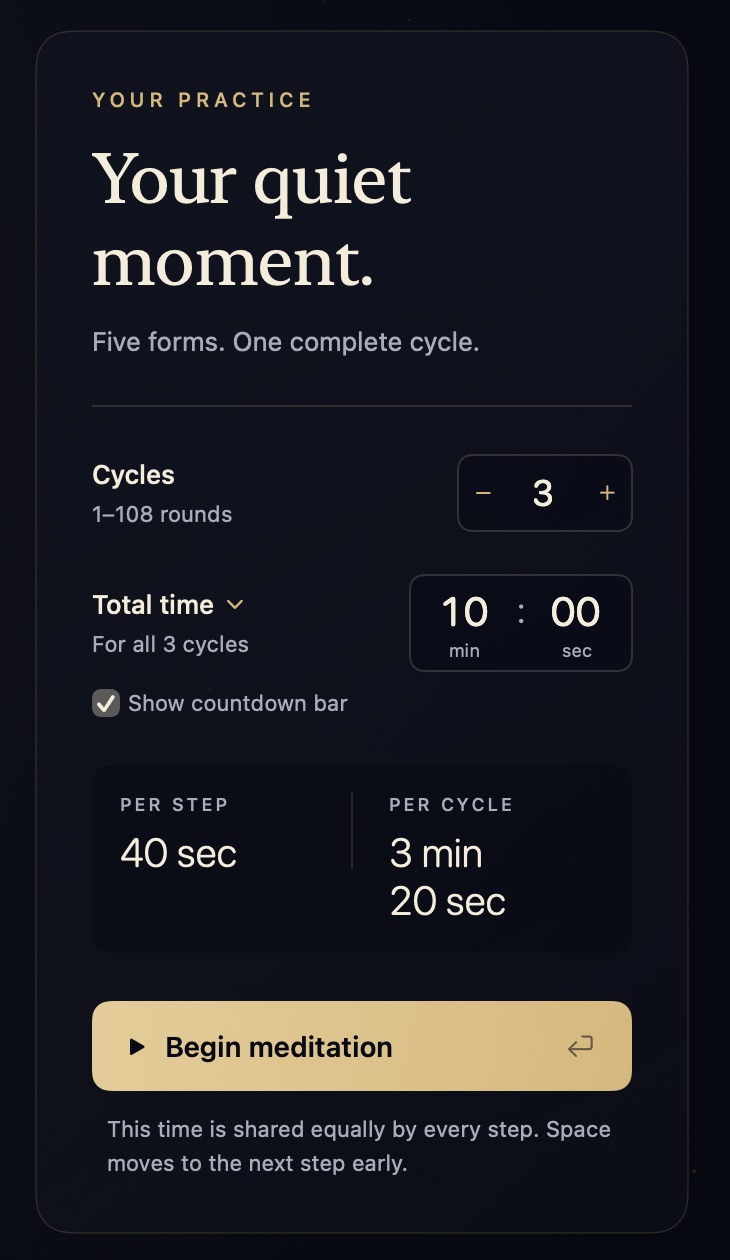 YOUR PRACTICE
Your quiet
moment.
Five forms. One complete cycle.
Cycles
1–108 rounds
− 3 +
Total time
For all 3 cycles
10 : 00
min sec
Show countdown bar
PER STEP
40 sec
PER CYCLE
3 min
20 sec
Begin meditation
This time is shared equally by every step. Space
moves to the next step early.